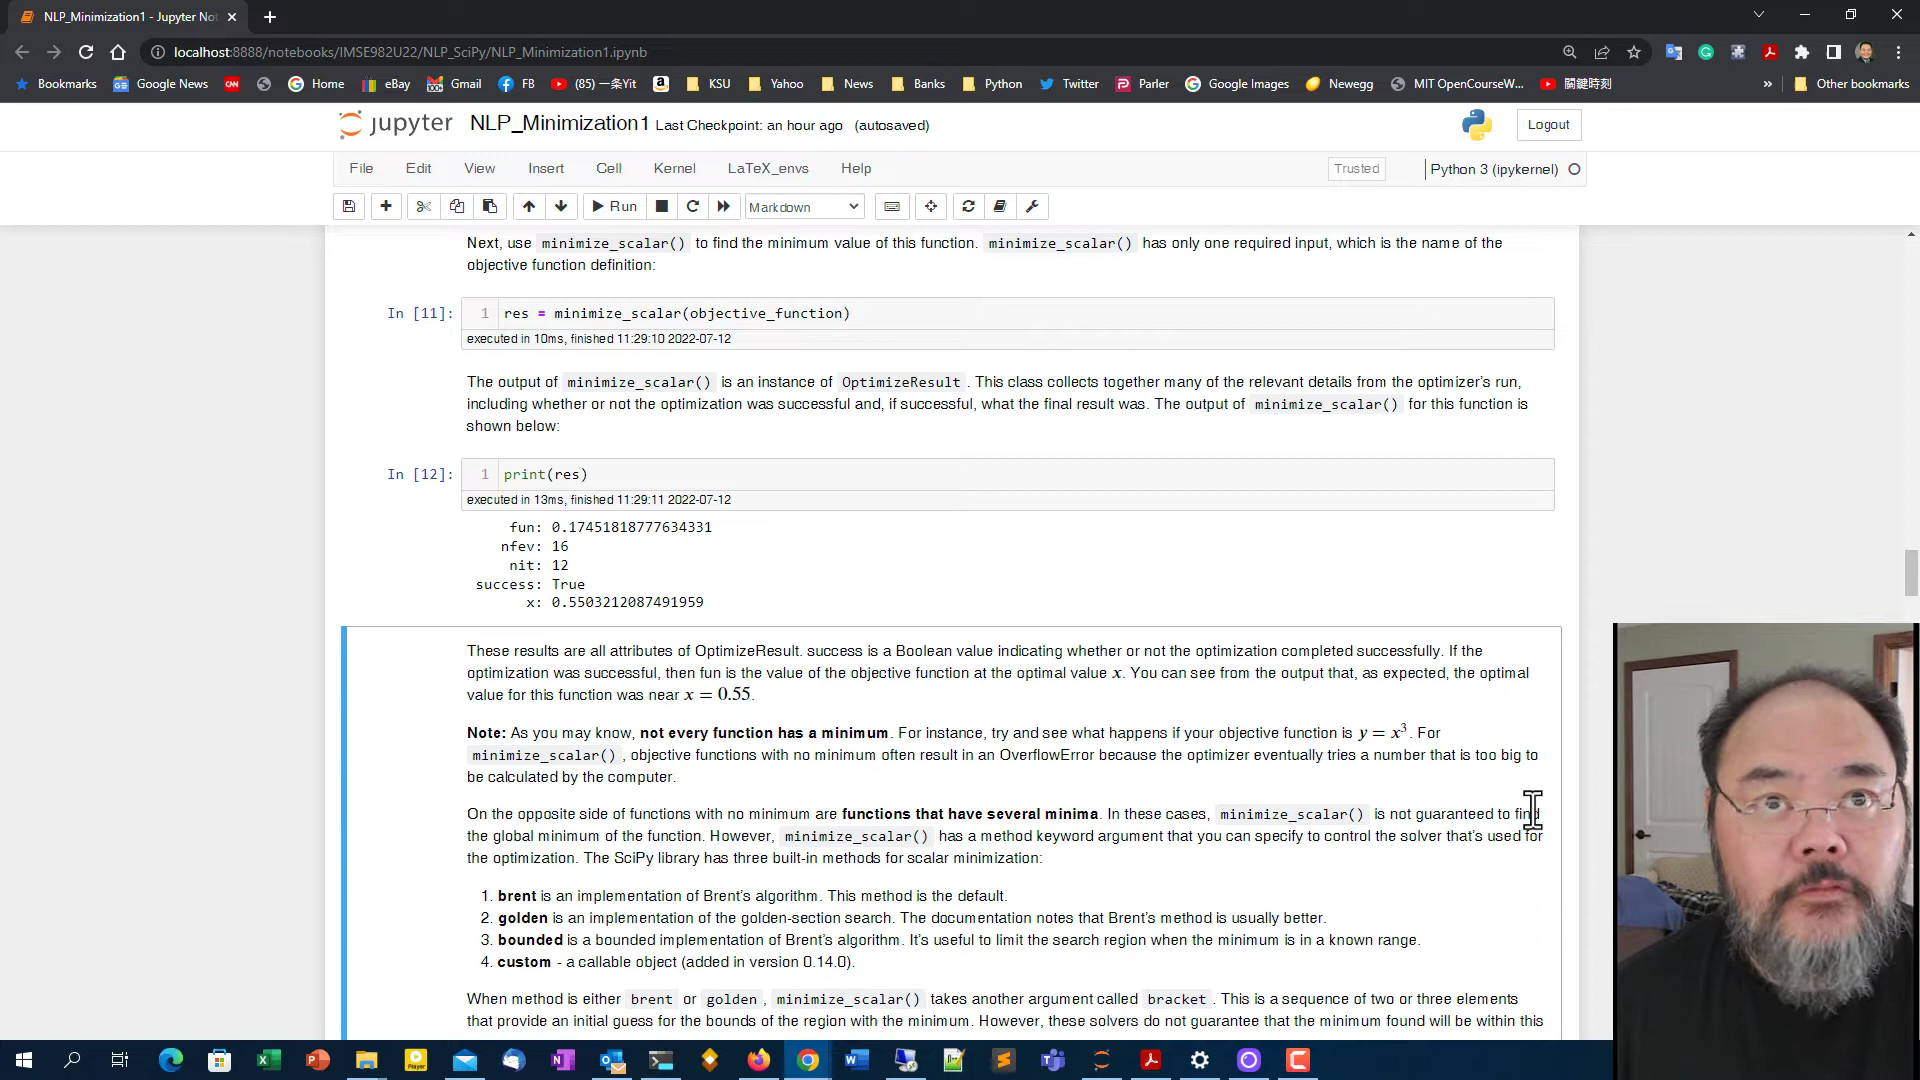 NLP_Minimization1 - Jupyter No
localhost:8888/notebooks/IMSE982U22/NLP_SciPy/NLP_Minimization1.ipynb
Bookmarks Google News CNN Home eBay Gmail FB (85) 一条Yit KSU Yahoo News Banks Python Twitter Parler Google Images Newegg MIT OpenCourseW... 關鍵時刻 » Other bookmarks
jupyter NLP_Minimization1 Last Checkpoint: an hour ago (autosaved) Logout
File Edit View Insert Cell Kernel LaTeX_envs Help Trusted Python 3 (ipykernel)
Run Markdown
Next, use minimize_scalar() to find the minimum value of this function. minimize_scalar() has only one required input, which is the name of the
objective function definition:
In [11]: 1 res = minimize_scalar(objective_function)
executed in 10ms, finished 11:29:10 2022-07-12
The output of minimize_scalar() is an instance of OptimizeResult . This class collects together many of the relevant details from the optimizer's run,
including whether or not the optimization was successful and, if successful, what the final result was. The output of minimize_scalar() for this function is
shown below:
In [12]: 1 print(res)
executed in 13ms, finished 11:29:11 2022-07-12
fun: 0.17451818777634331
nfev: 16
nit: 12
success: True
x: 0.5503212087491959
These results are all attributes of OptimizeResult. success is a Boolean value indicating whether or not the optimization completed successfully. If the
optimization was successful, then fun is the value of the objective function at the optimal value x. You can see from the output that, as expected, the optimal
value for this function was near x = 0.55.
Note: As you may know, not every function has a minimum. For instance, try and see what happens if your objective function is y = x³. For
minimize_scalar() , objective functions with no minimum often result in an OverflowError because the optimizer eventually tries a number that is too big to
be calculated by the computer.
On the opposite side of functions with no minimum are functions that have several minima. In these cases, minimize_scalar() is not guaranteed to find
the global minimum of the function. However, minimize_scalar() has a method keyword argument that you can specify to control the solver that's used for
the optimization. The SciPy library has three built-in methods for scalar minimization:
1. brent is an implementation of Brent's algorithm. This method is the default.
2. golden is an implementation of the golden-section search. The documentation notes that Brent's method is usually better.
3. bounded is a bounded implementation of Brent's algorithm. It's useful to limit the search region when the minimum is in a known range.
4. custom - a callable object (added in version 0.14.0).
When method is either brent or golden , minimize_scalar() takes another argument called bracket . This is a sequence of two or three elements
that provide an initial guess for the bounds of the region with the minimum. However, these solvers do not guarantee that the minimum found will be within this